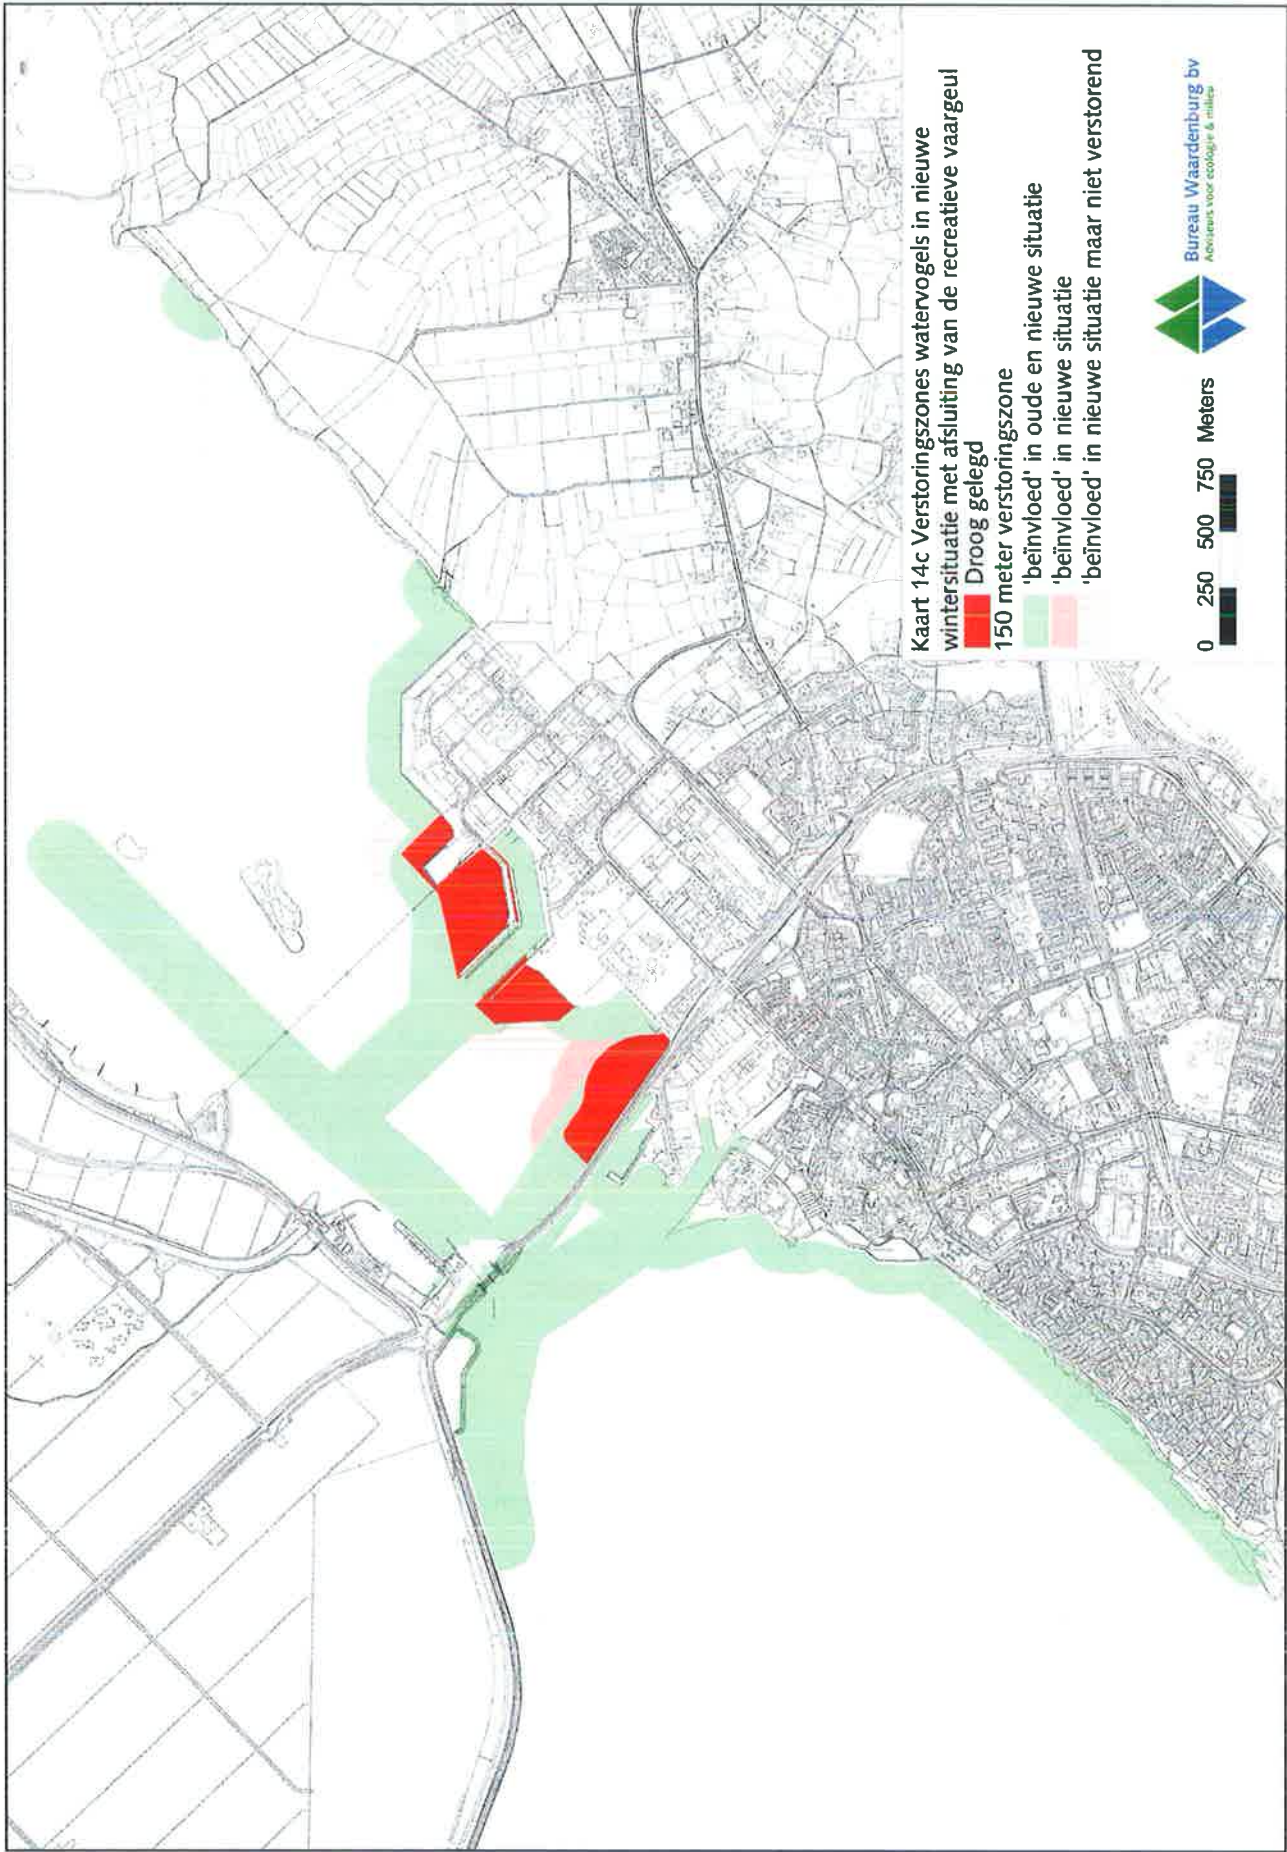 Kaart 14c Verstoringszones watervogels in nieuwe
wintersituatie met afsluiting van de recreatieve vaargeul
Droog gelegd
150 meter verstoringszone
'beïnvloed' in oude en nieuwe situatie
'beïnvloed' in nieuwe situatie
'beïnvloed' in nieuwe situatie maar niet verstorend
0 250 500 750 Meters
Bureau Waardenburg bv
Adviseurs voor ecologie & milieu